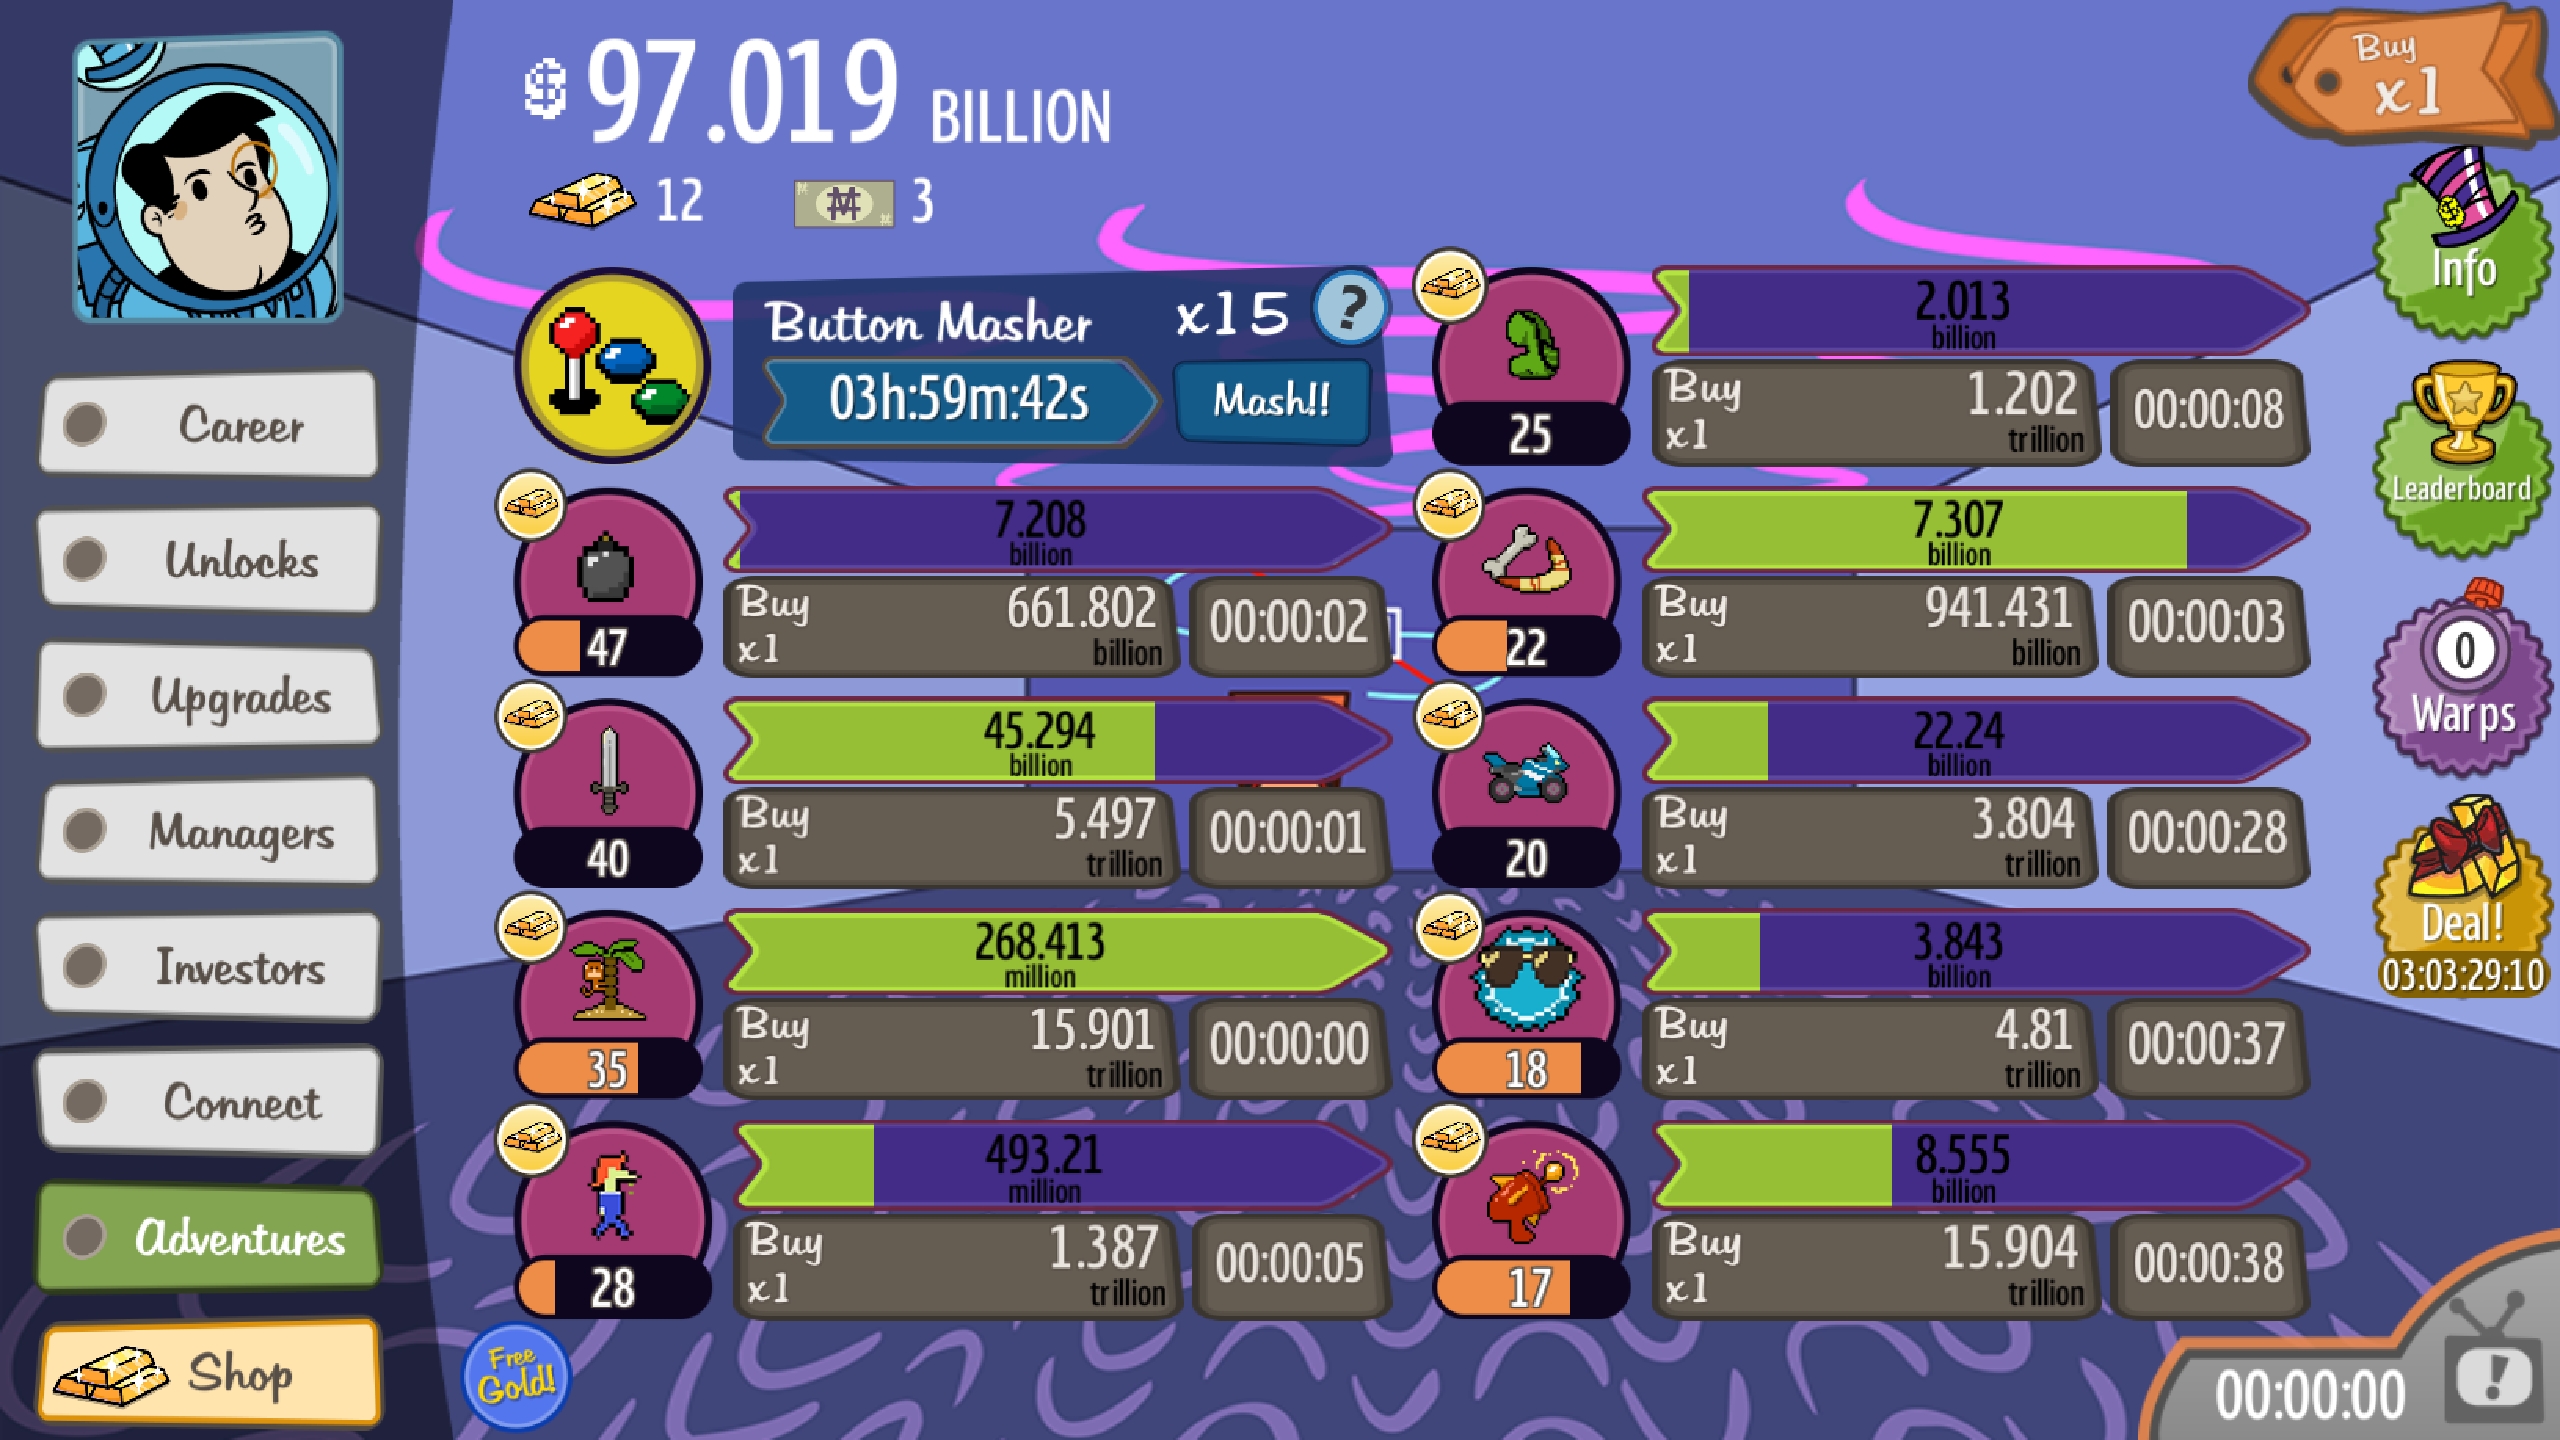 $97.019 BILLION
12 3
Buy
x1
Info
Leaderboard
0
Warps
Deal!
03:03:29:10
Career
Unlocks
Upgrades
Managers
Investors
Connect
Adventures
Shop
Button Masher x15 ?
03h:59m:42s Mash!!
47
7.208
billion
Buy 661.802
x1 billion
00:00:02
40
45.294
billion
Buy 5.497
x1 trillion
00:00:01
35
268.413
million
Buy 15.901
x1 trillion
00:00:00
28
493.21
million
Buy 1.387
x1 trillion
00:00:05
25
2.013
billion
Buy 1.202
x1 trillion
00:00:08
22
7.307
billion
Buy 941.431
x1 billion
00:00:03
20
22.24
billion
Buy 3.804
x1 trillion
00:00:28
18
3.843
billion
Buy 4.81
x1 trillion
00:00:37
17
8.555
billion
Buy 15.904
x1 trillion
00:00:38
Free
Gold!
00:00:00 !